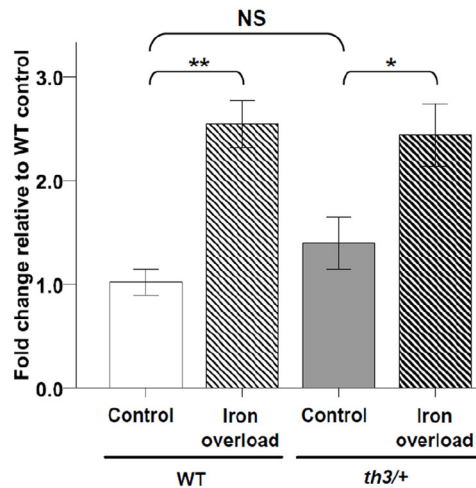 NS
**
*
Fold change relative to WT control
3.0
2.0
1.0
0.0
Control
Iron
overload
Control
Iron
overload
WT
th3/+